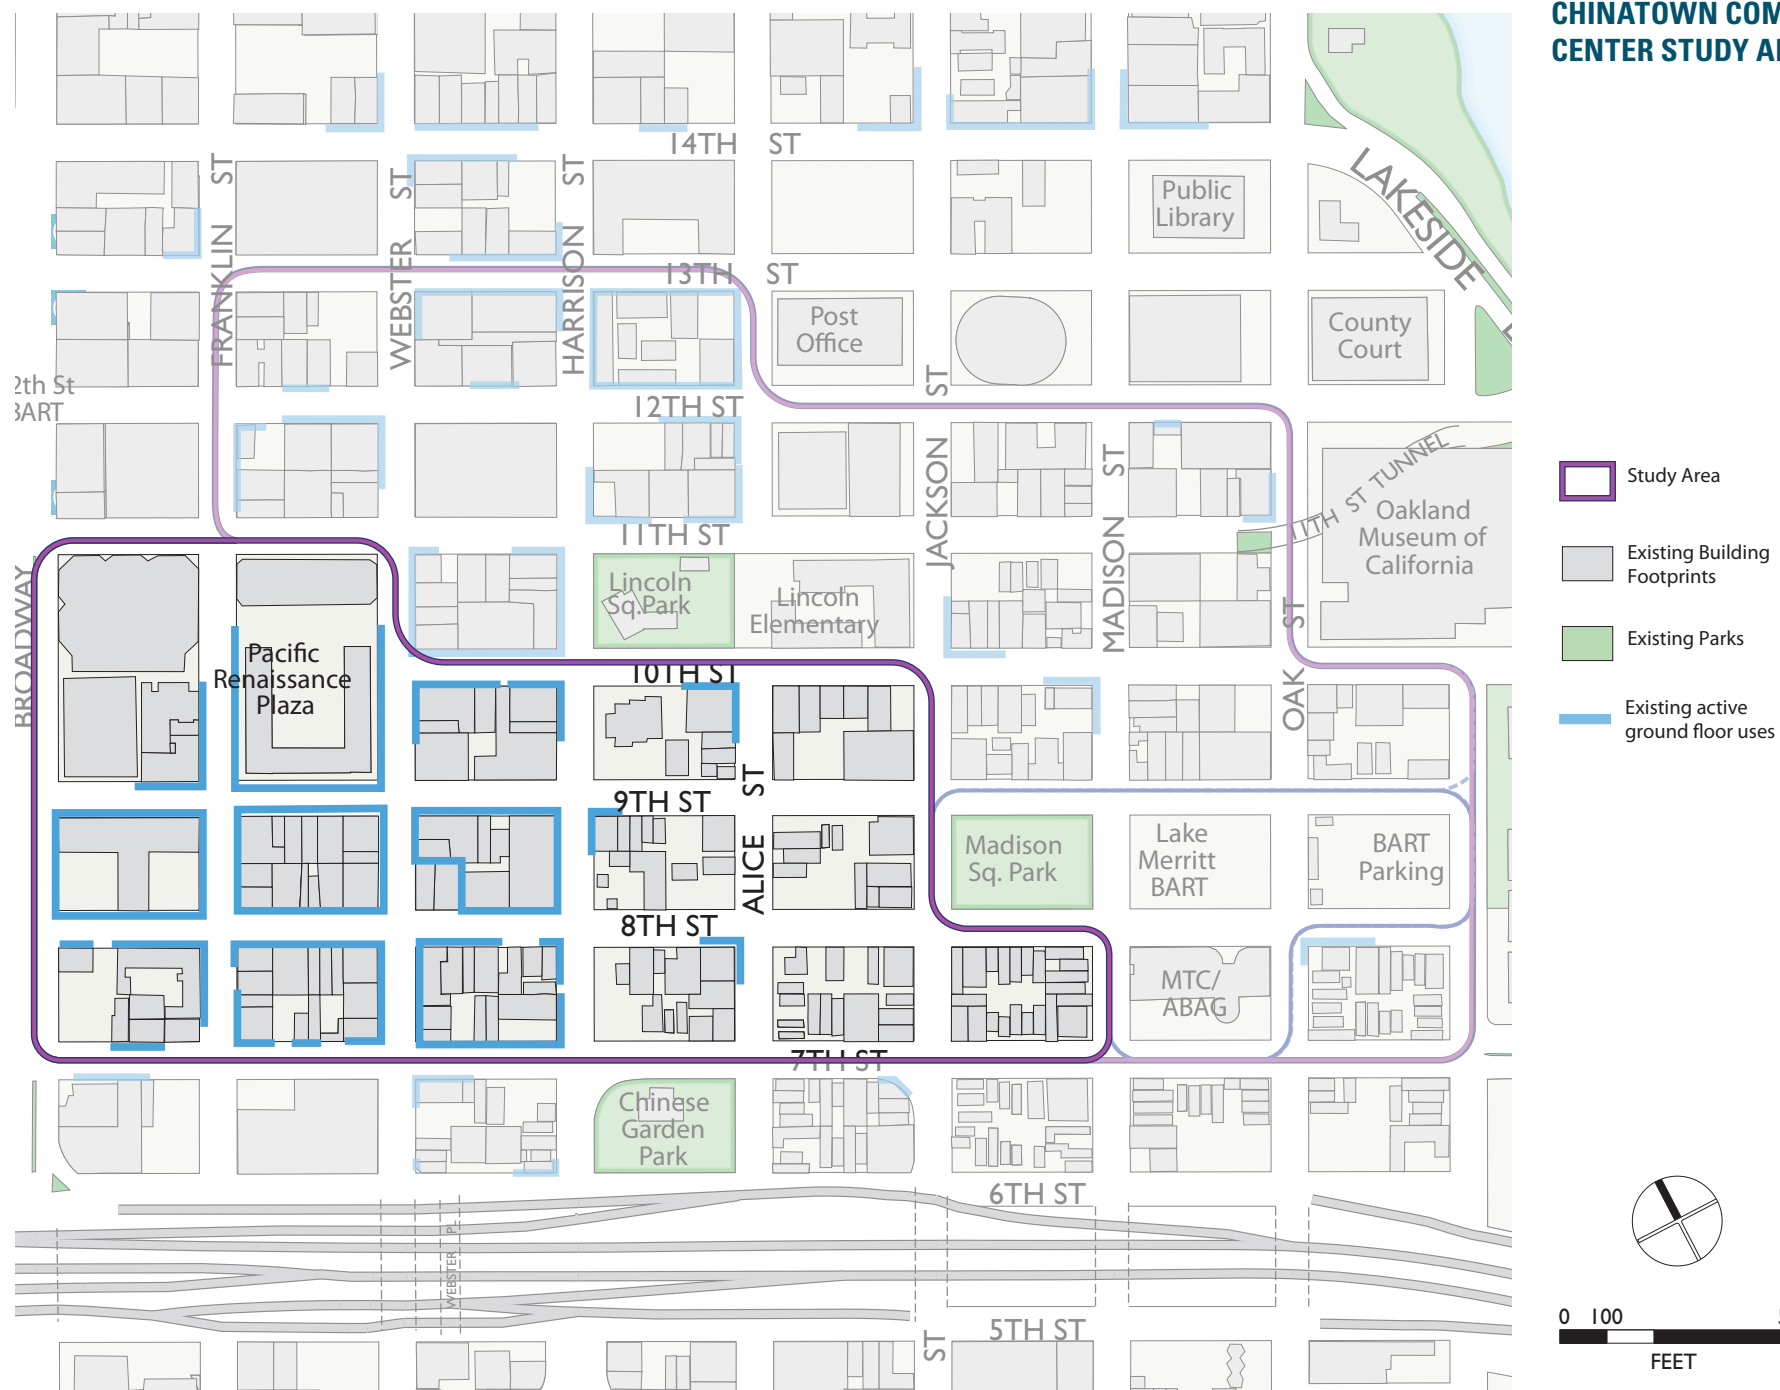 CHINATOWN COM
CENTER STUDY A
14TH ST
FRANKLIN ST
WEBSTER ST
HARRISON ST
Public
Library
LAKESIDE
13TH ST
Post
Office
County
Court
2th St
BART
12TH ST
JACKSON ST
MADISON ST
11TH ST TUNNEL
Oakland
Museum of
California
11TH ST
Lincoln
Sq.Park
Lincoln
Elementary
BROADWAY
OAK ST
Pacific
Renaissance
Plaza
10TH ST
9TH ST
ALICE ST
Madison
Sq. Park
Lake
Merritt
BART
BART
Parking
8TH ST
MTC/
ABAG
7TH ST
Chinese
Garden
Park
6TH ST
WEBSTER PL
5TH ST
ST
Study Area
Existing Building
Footprints
Existing Parks
Existing active
ground floor uses
0 100
FEET